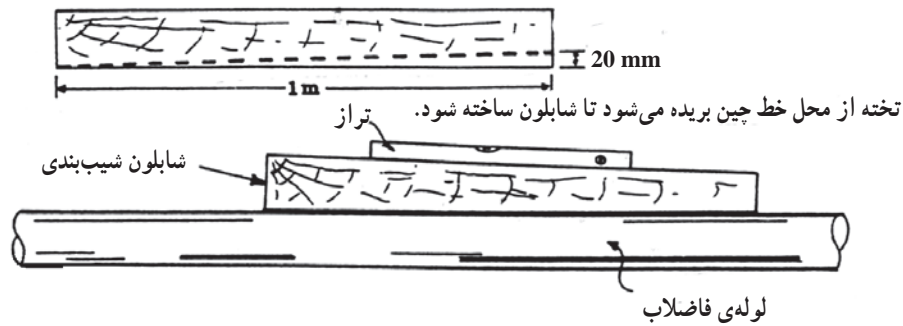 20 mm
1 m
تخته از محل خط چین بریده می‌شود تا شابلون ساخته شود.
تراز
شابلون شیب‌بندی
لوله‌ی فاضلاب